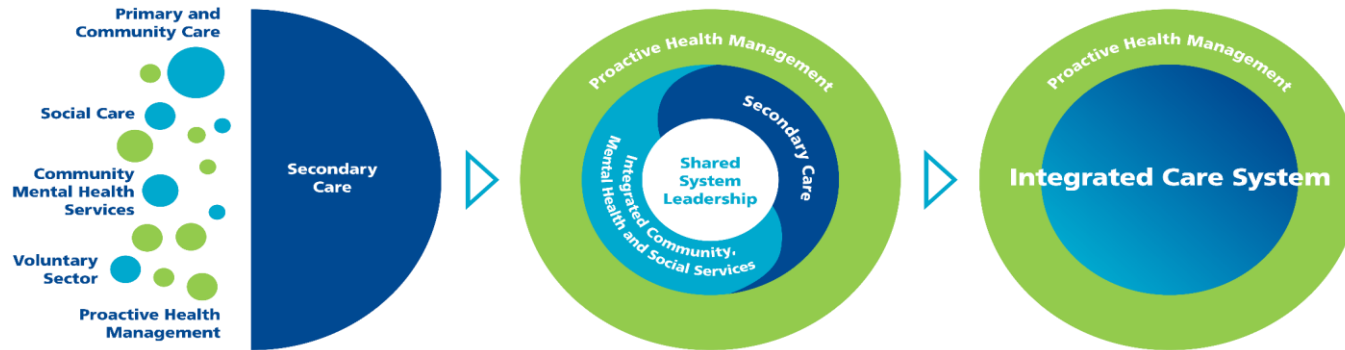 Primary and
Community Care
Social Care
Community
Mental Health
Services
Voluntary
Sector
Proactive Health
Management
Secondary
Care
Proactive Health Management
Secondary Care
Integrated Community,
Mental Health and Social Services
Shared
System
Leadership
Proactive Health Management
Integrated Care System